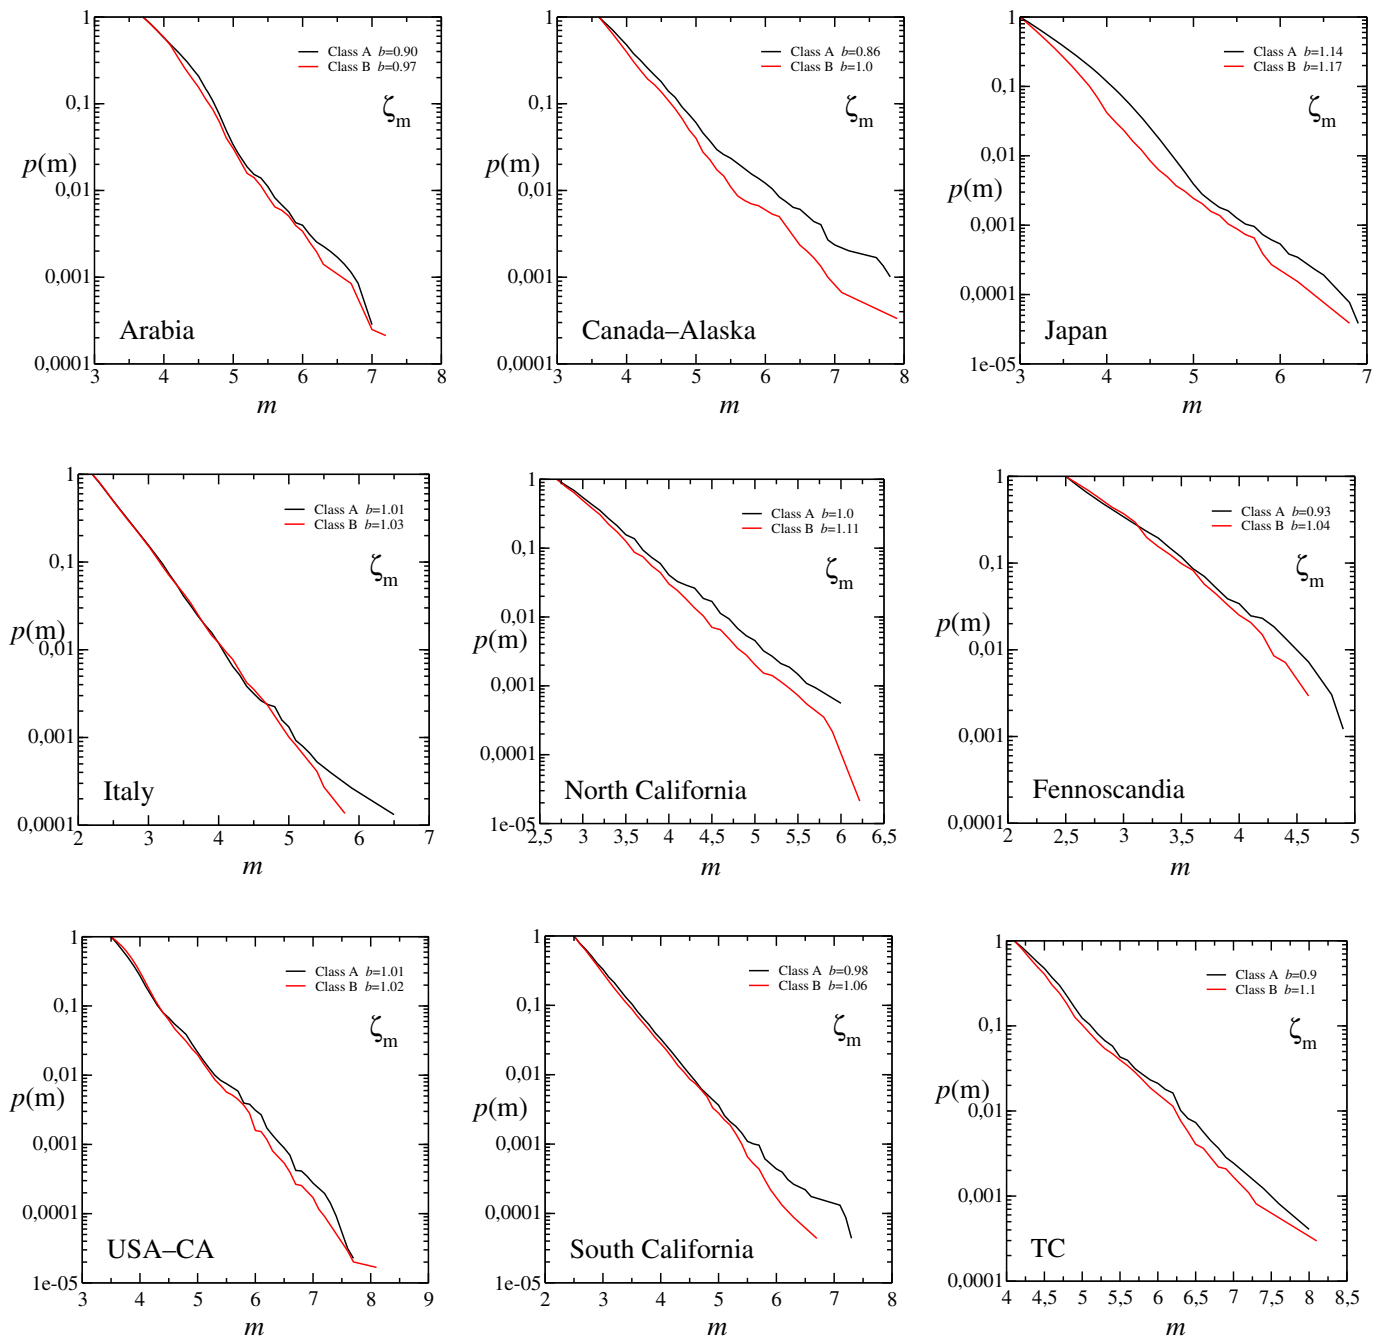 1
0,1
p(m)
0,01
0,001
0,0001
3 4 5 6 7 8
m
Class A b=0.90
Class B b=0.97
ζm
Arabia
1
0,1
p(m)
0,01
0,001
0,0001
3 4 5 6 7 8
m
Class A b=0.86
Class B b=1.0
ζm
Canada–Alaska
1
0,1
0,01
p(m)
0,001
0,0001
1e-05
3 4 5 6 7
m
Class A b=1.14
Class B b=1.17
ζm
Japan
1
0,1
p(m)
0,01
0,001
0,0001
2 3 4 5 6 7
m
Class A b=1.01
Class B b=1.03
ζm
Italy
1
0,1
0,01
p(m)
0,001
0,0001
1e-05
2,5 3 3,5 4 4,5 5 5,5 6 6,5
m
Class A b=1.0
Class B b=1.11
ζm
North California
1
0,1
p(m)
0,01
0,001
0,0001
2 2,5 3 3,5 4 4,5 5
m
Class A b=0.93
Class B b=1.04
ζm
Fennoscandia
1
0,1
0,01
p(m)
0,001
0,0001
1e-05
3 4 5 6 7 8 9
m
Class A b=1.01
Class B b=1.02
ζm
USA–CA
1
0,1
0,01
p(m)
0,001
0,0001
1e-05
2 3 4 5 6 7 8
m
Class A b=0.98
Class B b=1.06
ζm
South California
1
0,1
p(m)
0,01
0,001
0,0001
4 4,5 5 5,5 6 6,5 7 7,5 8 8,5
m
Class A b=0.9
Class B b=1.1
ζm
TC